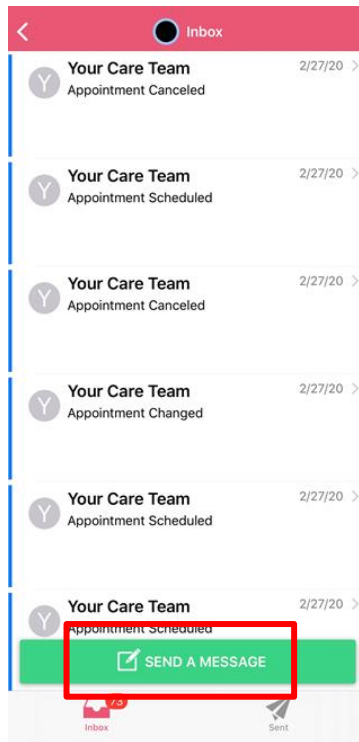 Inbox
Your Care Team 2/27/20
Y
Appointment Canceled
Your Care Team 2/27/20
Y
Appointment Scheduled
Your Care Team 2/27/20
Y
Appointment Canceled
Your Care Team 2/27/20
Y
Appointment Changed
Your Care Team 2/27/20
Y
Appointment Scheduled
Your Care Team 2/27/20
Y
Appointment Scheduled
SEND A MESSAGE
73
Inbox Sent